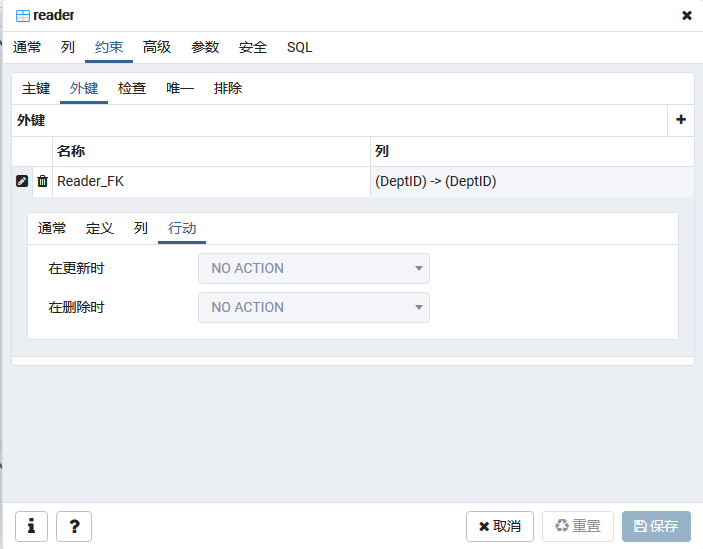 reader
通常 列 约束 高级 参数 安全 SQL
主键 外键 检查 唯一 排除
外键
名称 列
Reader_FK (DeptID) -> (DeptID)
通常 定义 列 行动
在更新时 NO ACTION
在删除时 NO ACTION
i ? 取消 重置 保存